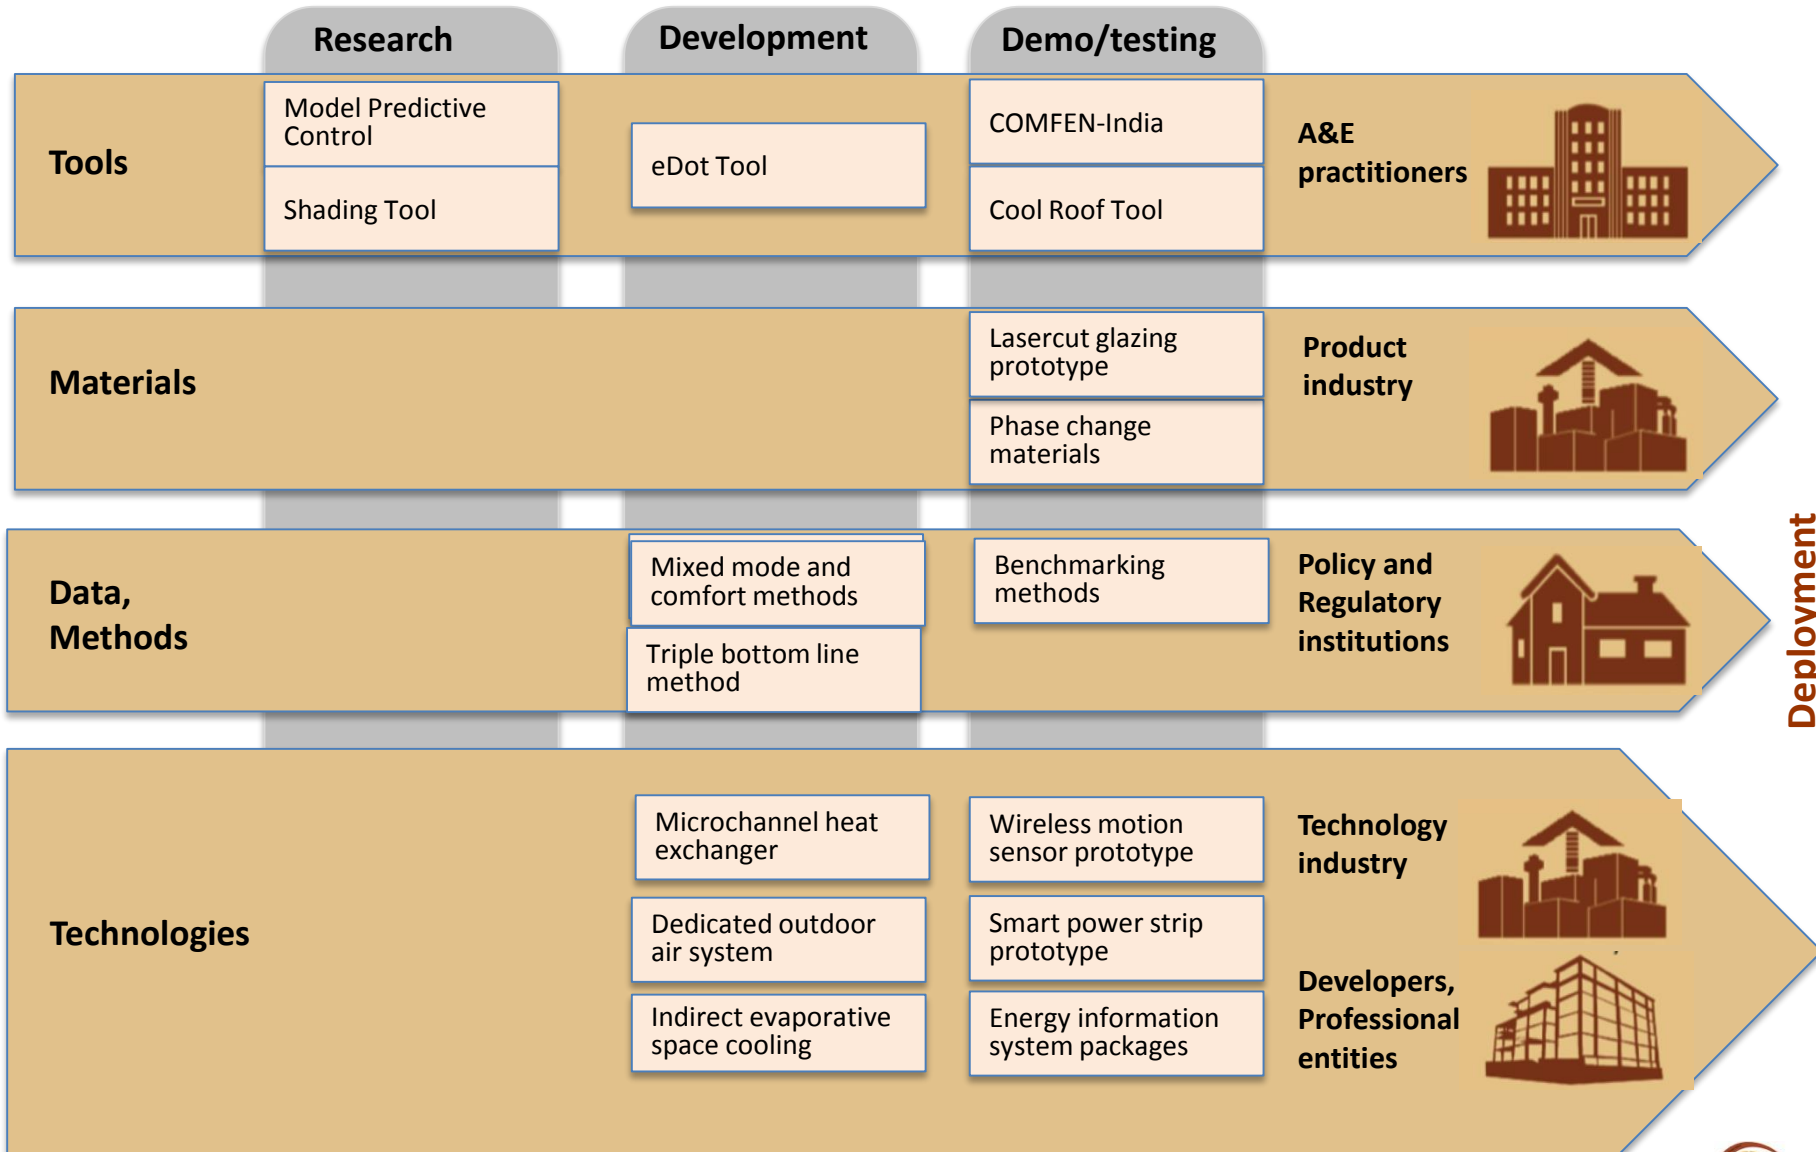 Research
Development
Demo/testing
Tools
Model Predictive
Control
Shading Tool
eDot Tool
COMFEN-India
Cool Roof Tool
A&E
practitioners
Materials
Lasercut glazing
prototype
Phase change
materials
Product
industry
Data,
Methods
Mixed mode and
comfort methods
Triple bottom line
method
Benchmarking
methods
Policy and
Regulatory
institutions
Deployment
Technologies
Microchannel heat
exchanger
Dedicated outdoor
air system
Indirect evaporative
space cooling
Wireless motion
sensor prototype
Smart power strip
prototype
Energy information
system packages
Technology
industry
Developers,
Professional
entities